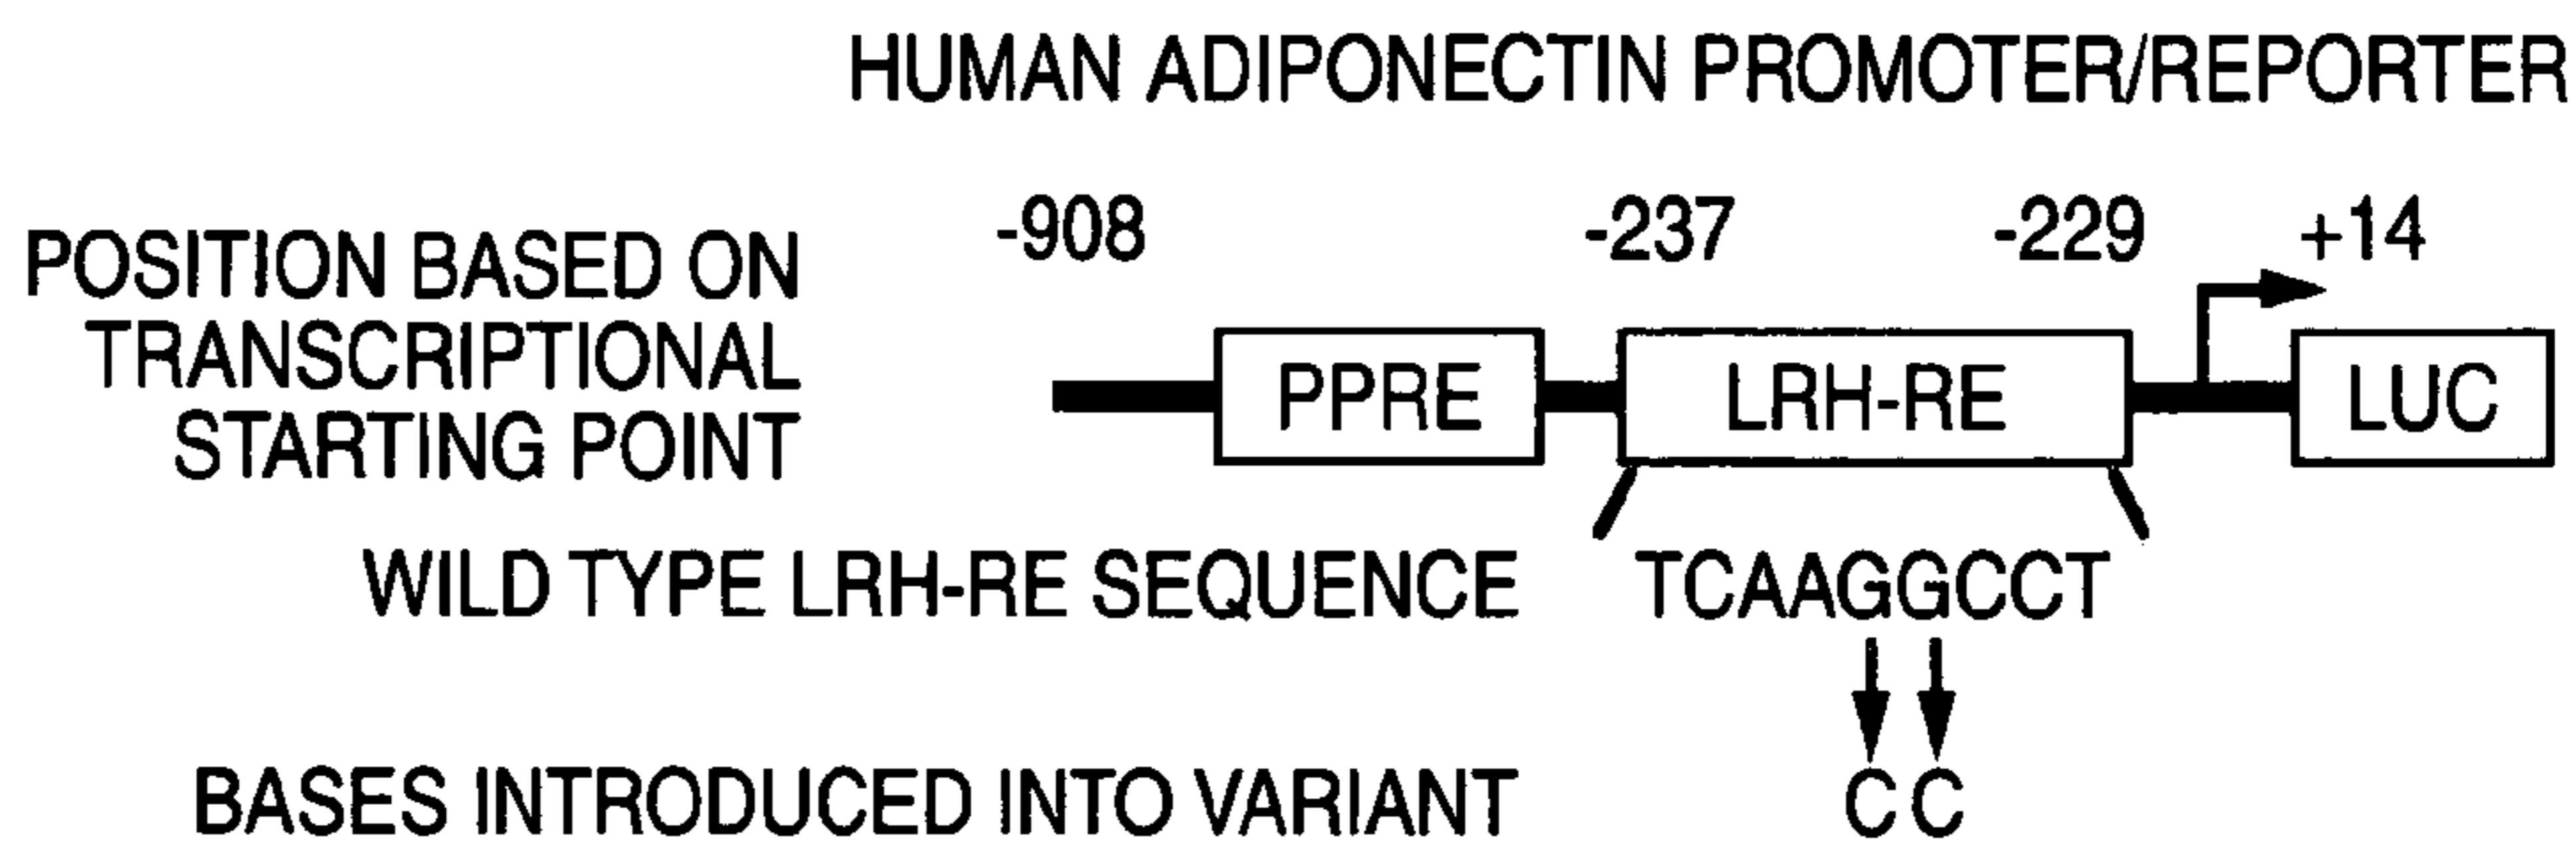 HUMAN ADIPONECTIN PROMOTER/REPORTER
-908 -237 -229 +14
POSITION BASED ON
TRANSCRIPTIONAL
STARTING POINT
PPRE LRH-RE LUC
WILD TYPE LRH-RE SEQUENCE TCAAGGCCT
BASES INTRODUCED INTO VARIANT C C